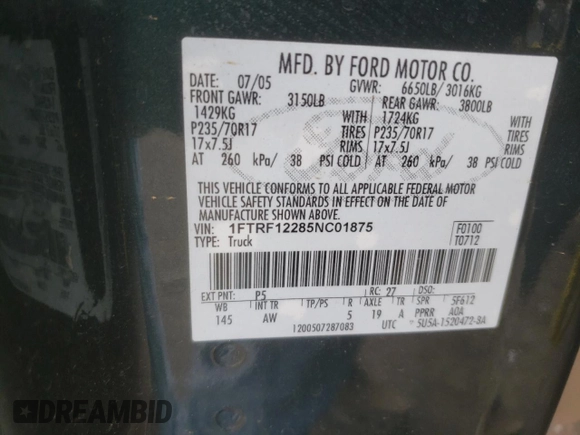 MFD. BY FORD MOTOR CO.
DATE: 07/05 GVWR: 6650LB/ 3016KG
FRONT GAWR: 3150LB REAR GAWR: 3800LB
1429KG WITH 1724KG WITH
P235/70R17 TIRES P235/70R17 TIRES
17x7.5J RIMS 17x7.5J RIMS
AT 260 kPa/ 38 PSI COLD AT 260 kPa/ 38 PSI COLD
THIS VEHICLE CONFORMS TO ALL APPLICABLE FEDERAL MOTOR
VEHICLE SAFETY STANDARDS IN EFFECT ON THE DATE OF
MANUFACTURE SHOWN ABOVE.
VIN: 1FTRF12285NC01875 F0100
TYPE: Truck T0712
EXT PNT: P5 RC: 27 DSO:
WB INT TR TP/PS R AXLE TR SPR 5F612
145 AW 5 19 A PPRR AOA
1200507287083 UTC 5U5A-1520472-BA
DREAMBID